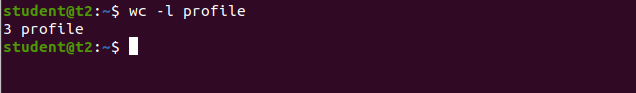 student@t2:~$ wc -l profile
3 profile
student@t2:~$